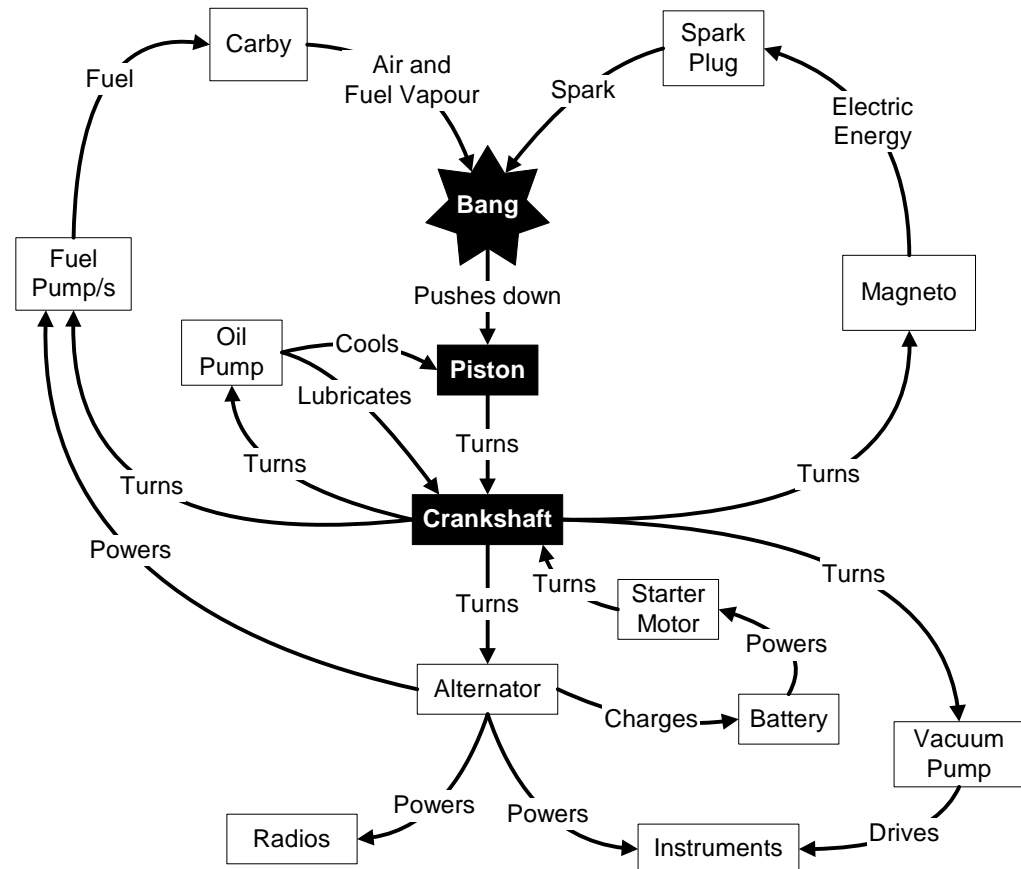 Carby
Spark
Plug
Fuel
Air and
Fuel Vapour
Spark
Electric
Energy
Bang
Fuel
Pump/s
Pushes down
Magneto
Oil
Pump
Cools
Piston
Lubricates
Turns
Turns
Turns
Turns
Crankshaft
Powers
Turns
Turns
Turns
Starter
Motor
Powers
Alternator
Charges
Battery
Vacuum
Pump
Powers
Powers
Drives
Radios
Instruments